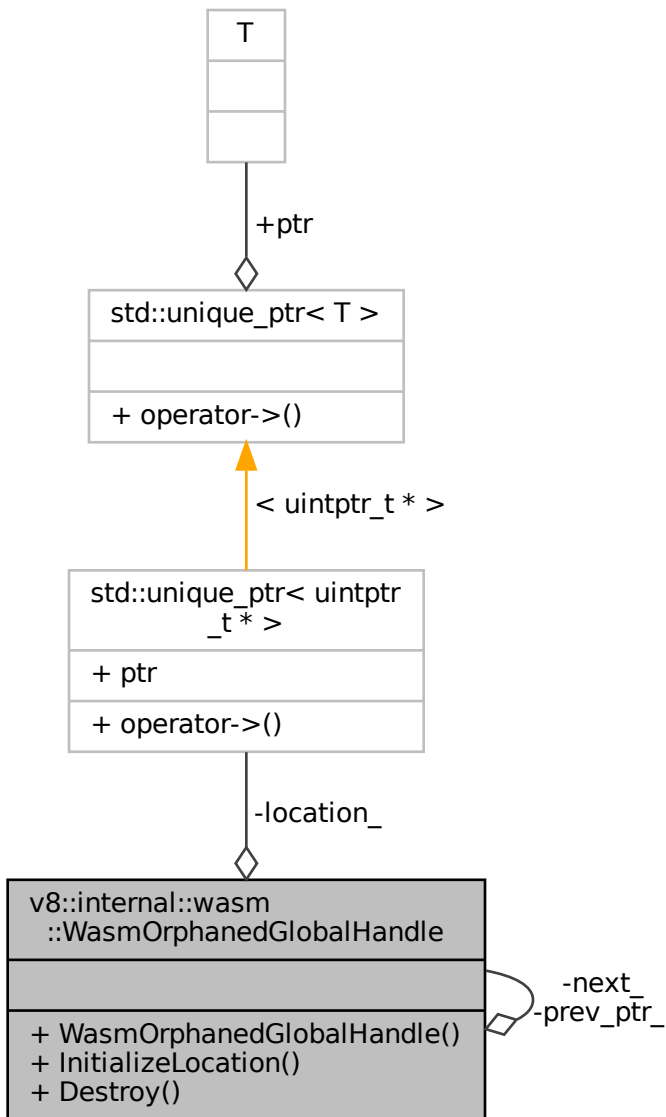 T
+ptr
std::unique_ptr< T >
+ operator->()
< uintptr_t * >
std::unique_ptr< uintptr
_t * >
+ ptr
+ operator->()
-location_
v8::internal::wasm
::WasmOrphanedGlobalHandle
-next_
-prev_ptr_
+ WasmOrphanedGlobalHandle()
+ InitializeLocation()
+ Destroy()